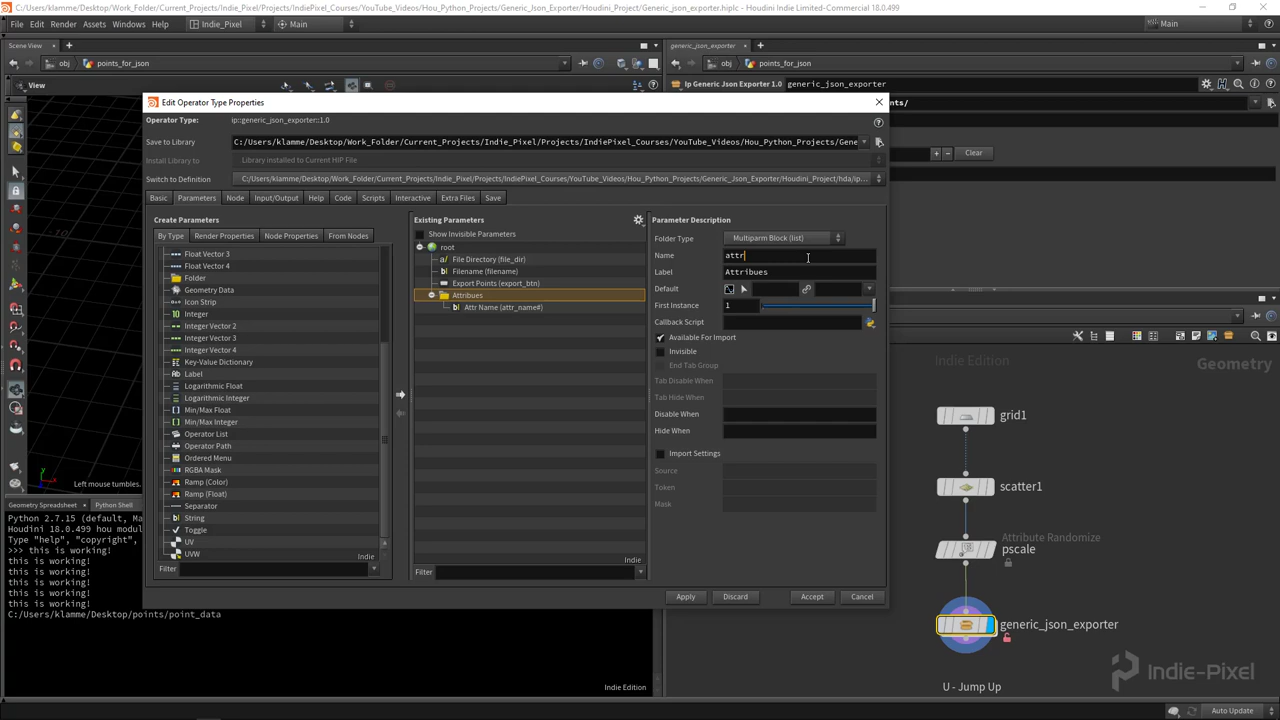 C:/Users/klamme/Desktop/Work_Folder/Current_Projects/Indie_Pixel/Projects/IndiePixel_Courses/YouTube_Videos/Hou_Python_Projects/Generic_Json_Exporter/Houdini_Project/Generic_json_exporter.hiplc - Houdini Indie Limited-Commercial 18.0.499
File Edit Render Assets Windows Help Indie_Pixel Main Main
Scene View generic_json_exporter
obj points_for_json obj points_for_json
View Ip Generic Json Exporter 1.0 generic_json_exporter
Edit Operator Type Properties
Operator Type: ip::generic_json_exporter::1.0
Save to Library C:/Users/klamme/Desktop/Work_Folder/Current_Projects/Indie_Pixel/Projects/IndiePixel_Courses/YouTube_Videos/Hou_Python_Projects/Gene
Install Library to Library installed to Current HIP File
Switch to Definition C:/Users/klamme/Desktop/Work_Folder/Current_Projects/Indie_Pixel/Projects/IndiePixel_Courses/YouTube_Videos/Hou_Python_Projects/Generic_Json_Exporter/Houdini_Project/hda/ip...
Basic Parameters Node Input/Output Help Code Scripts Interactive Extra Files Save
Create Parameters
By Type Render Properties Node Properties From Nodes
Float Vector 3
Float Vector 4
Folder
Geometry Data
Icon Strip
Integer
Integer Vector 2
Integer Vector 3
Integer Vector 4
Key-Value Dictionary
Label
Logarithmic Float
Logarithmic Integer
Min/Max Float
Min/Max Integer
Operator List
Operator Path
Ordered Menu
RGBA Mask
Ramp (Color)
Ramp (Float)
Separator
String
Toggle
UV
UVW
Indie
Filter
Existing Parameters
Show Invisible Parameters
root
File Directory (file_dir)
Filename (filename)
Export Points (export_btn)
Attribues
Attr Name (attr_name#)
Indie
Filter
Parameter Description
Folder Type Multiparm Block (list)
Name attr
Label Attribues
Default
First Instance 1
Callback Script
Available For Import
Invisible
End Tab Group
Tab Disable When
Tab Hide When
Disable When
Hide When
Import Settings
Source
Token
Mask
Apply Discard Accept Cancel
nts/
Clear
Left mouse tumbles.
Geometry Spreadsheet Python Shell
Python 2.7.15 (default, Ma
Houdini 18.0.499 hou modul
Type "help", "copyright",
>>> this is working!
this is working!
this is working!
this is working!
this is working!
this is working!
C:/Users/klamme/Desktop/points/point_data
Indie Edition
Help
Indie Edition
Geometry
grid1
scatter1
Attribute Randomize
pscale
generic_json_exporter
U - Jump Up
Indie-Pixel
Auto Update